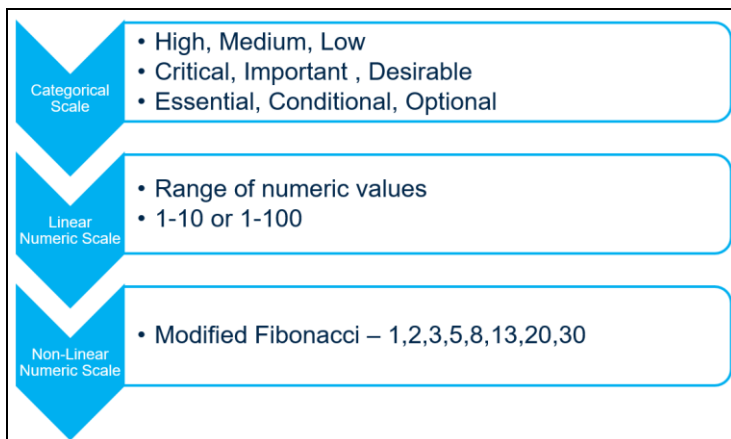 Categorical
Scale
• High, Medium, Low
• Critical, Important , Desirable
• Essential, Conditional, Optional
Linear
Numeric Scale
• Range of numeric values
• 1-10 or 1-100
Non-Linear
Numeric Scale
• Modified Fibonacci – 1,2,3,5,8,13,20,30